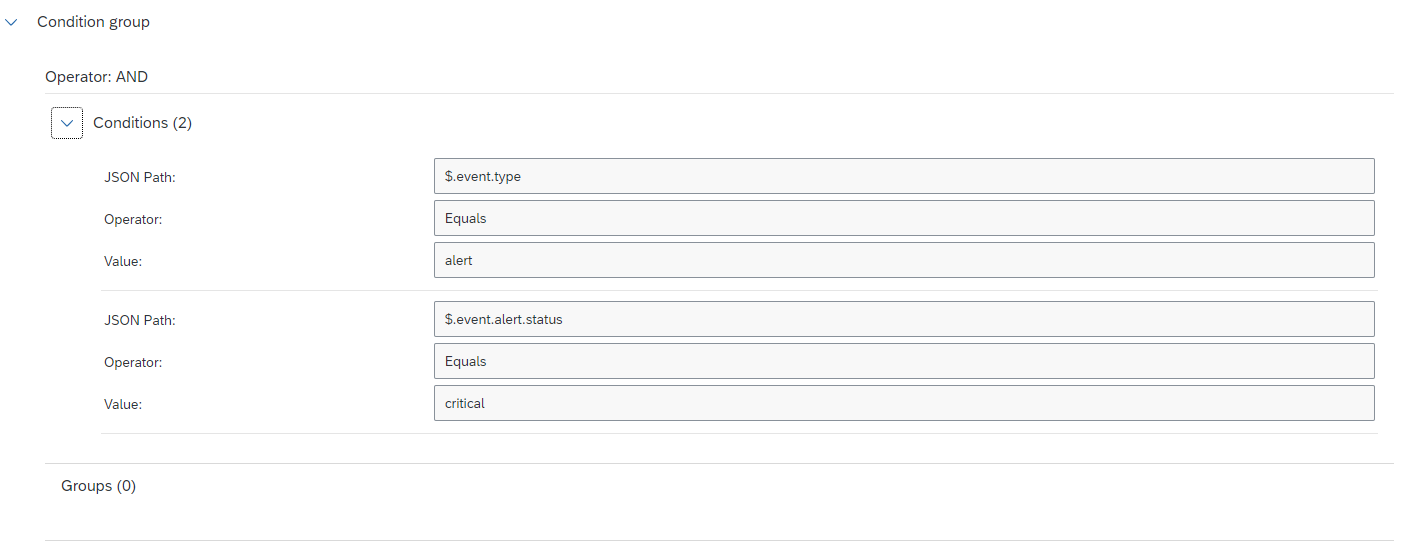 Condition group
Operator: AND
Conditions (2)
JSON Path: $.event.type
Operator: Equals
Value: alert
JSON Path: $.event.alert.status
Operator: Equals
Value: critical
Groups (0)